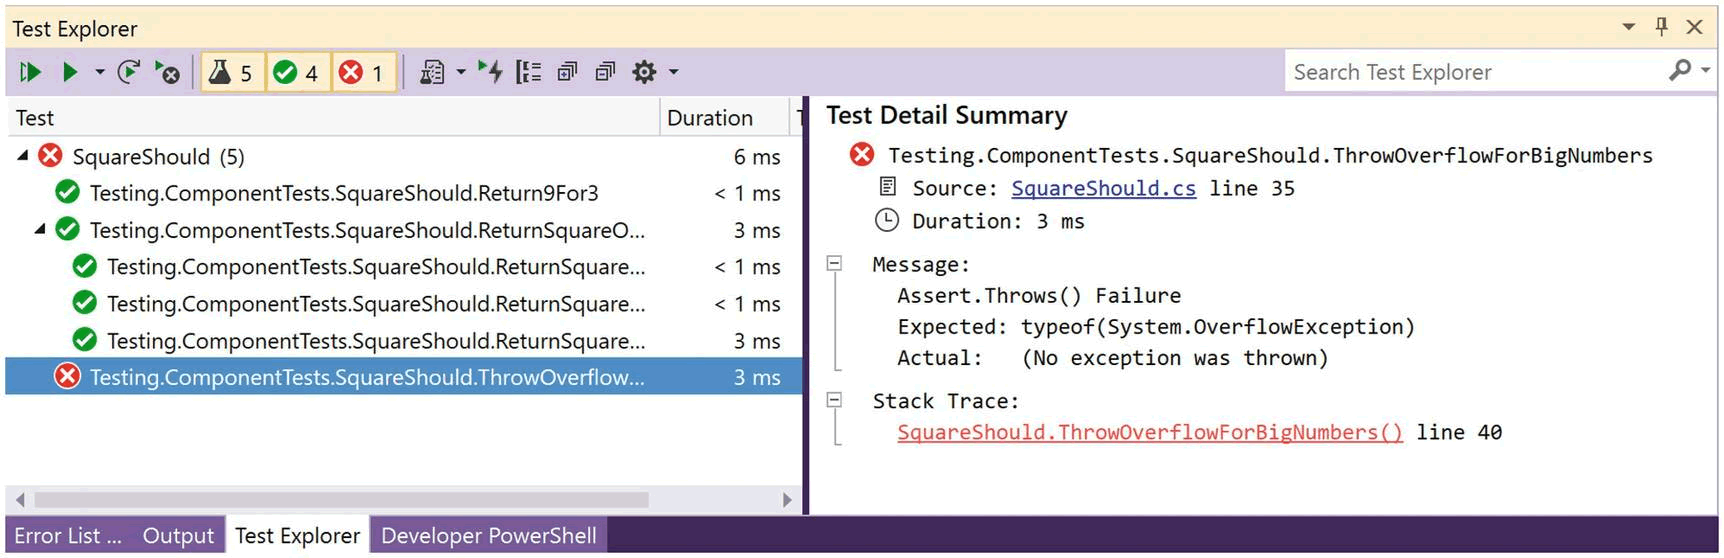 Test Explorer
5 4 1
Search Test Explorer
Test Duration
SquareShould (5) 6 ms
Testing.ComponentTests.SquareShould.Return9For3 < 1 ms
Testing.ComponentTests.SquareShould.ReturnSquareO... 3 ms
Testing.ComponentTests.SquareShould.ReturnSquare... < 1 ms
Testing.ComponentTests.SquareShould.ReturnSquare... < 1 ms
Testing.ComponentTests.SquareShould.ReturnSquare... 3 ms
Testing.ComponentTests.SquareShould.ThrowOverflow... 3 ms
Test Detail Summary
Testing.ComponentTests.SquareShould.ThrowOverflowForBigNumbers
Source: SquareShould.cs line 35
Duration: 3 ms
Message:
Assert.Throws() Failure
Expected: typeof(System.OverflowException)
Actual: (No exception was thrown)
Stack Trace:
SquareShould.ThrowOverflowForBigNumbers() line 40
Error List ... Output Test Explorer Developer PowerShell